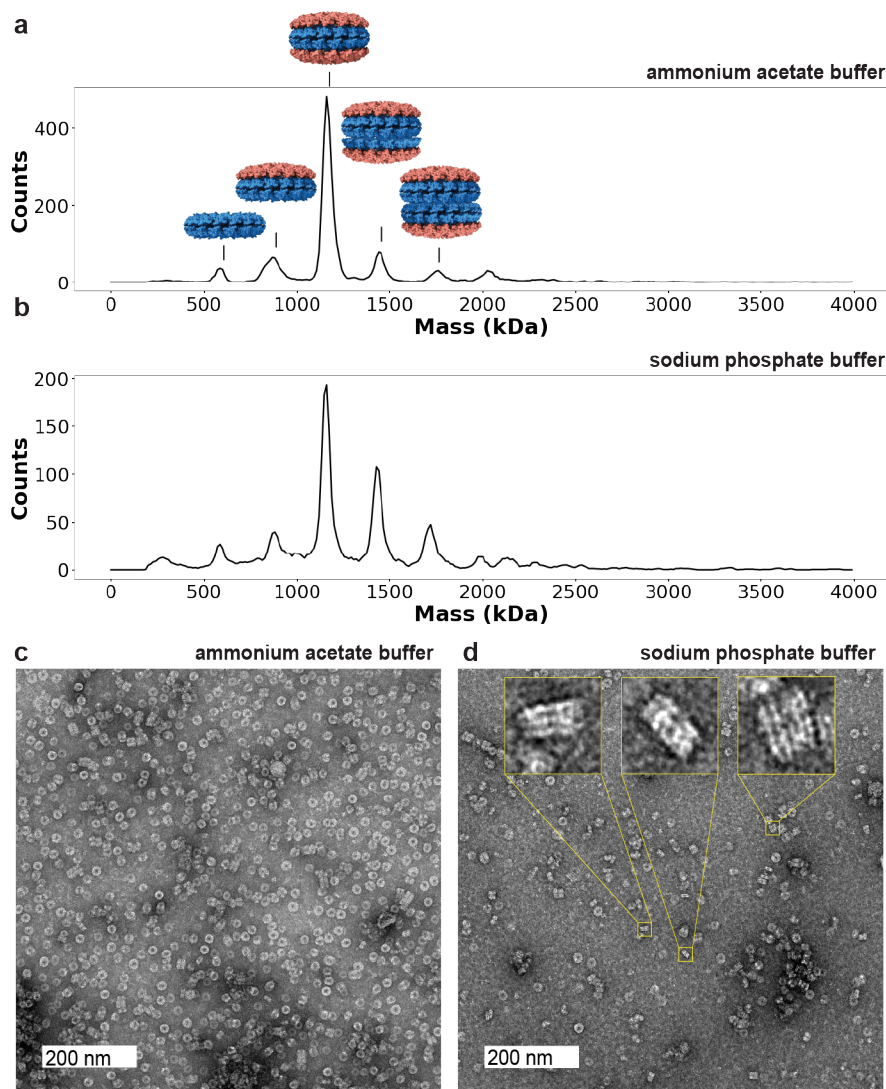 a
ammonium acetate buffer
Counts
400
200
0
0 500 1000 1500 2000 2500 3000 3500 4000
Mass (kDa)
b
sodium phosphate buffer
Counts
200
150
100
50
0
0 500 1000 1500 2000 2500 3000 3500 4000
Mass (kDa)
c ammonium acetate buffer
200 nm
d sodium phosphate buffer
200 nm